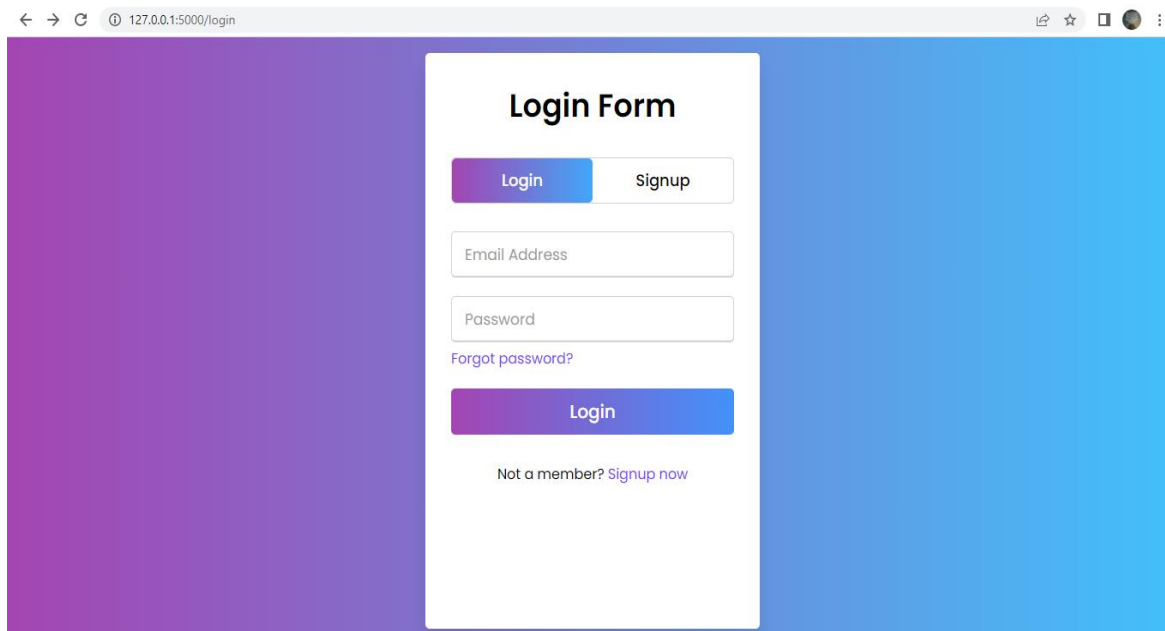 127.0.0.1:5000/login
Login Form
Login Signup
Email Address
Password
Forgot password?
Login
Not a member? Signup now